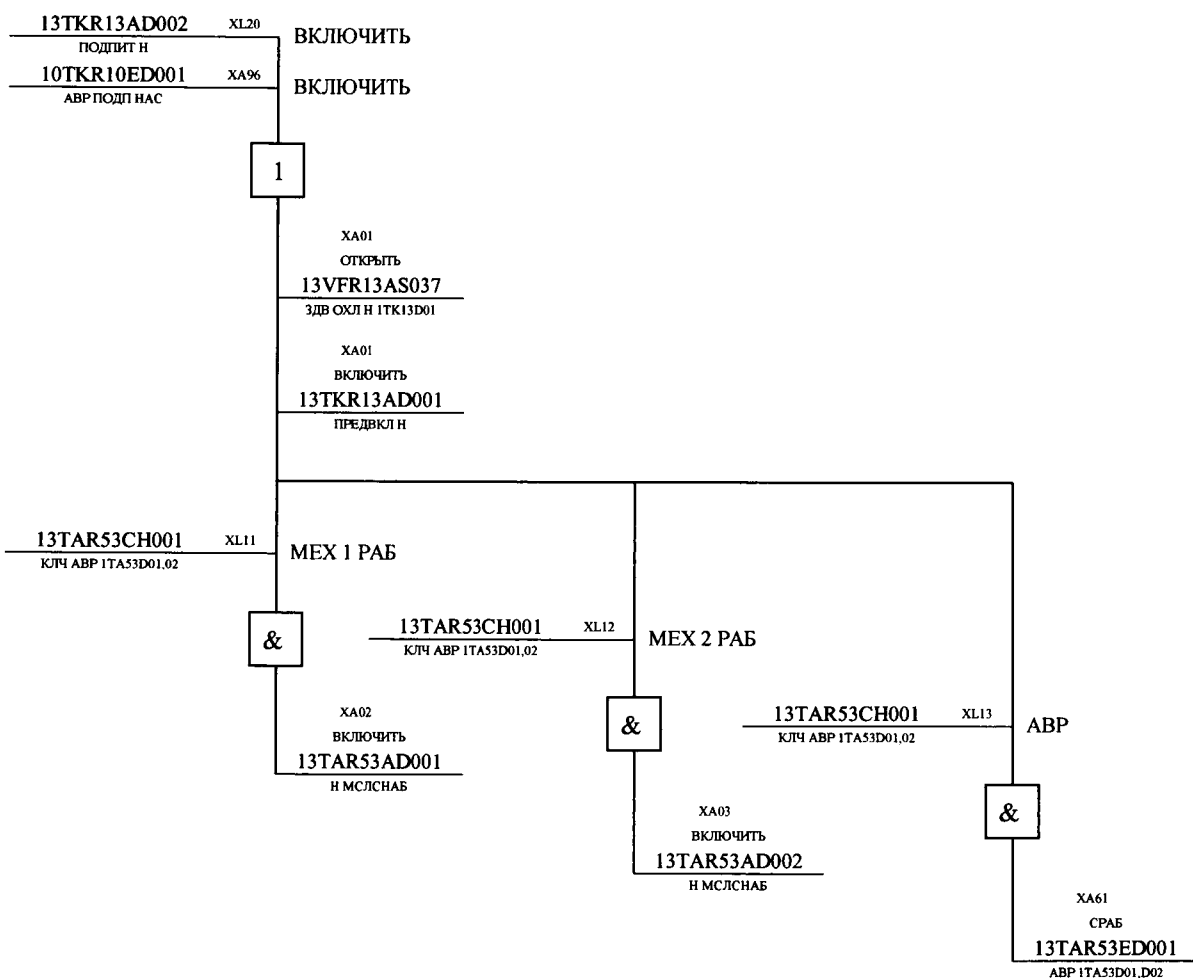 13TKR13AD002 XL20 ВКЛЮЧИТЬ
ПОДПИТ Н
10TKR10ED001 XA96 ВКЛЮЧИТЬ
АВР ПОДП НАС
1
XA01
ОТКРЫТЬ
13VFR13AS037
ЗДВ ОХЛ Н 1TK13D01
XA01
ВКЛЮЧИТЬ
13TKR13AD001
ПРЕДВКЛ Н
13TAR53CH001 XL11 МЕХ 1 РАБ
КЛЧ АВР 1TA53D01,02
&
XA02
ВКЛЮЧИТЬ
13TAR53AD001
Н МСЛСНАБ
13TAR53CH001 XL12 МЕХ 2 РАБ
КЛЧ АВР 1TA53D01,02
&
XA03
ВКЛЮЧИТЬ
13TAR53AD002
Н МСЛСНАБ
13TAR53CH001 XL13 АВР
КЛЧ АВР 1TA53D01,02
&
XA61
СРАБ
13TAR53ED001
АВР 1TA53D01,D02